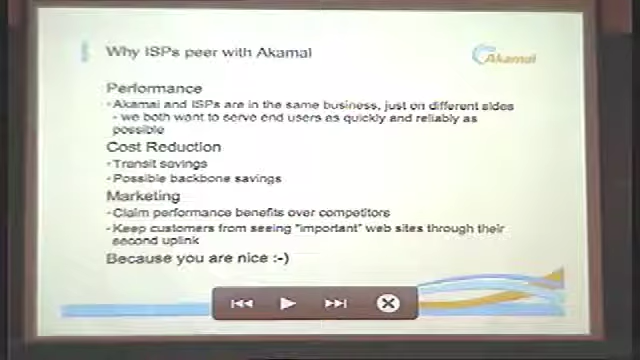 Why ISPs peer with Akamai
Akamai
Performance
Akamai and ISPs are in the same business, just on different sides
- we both want to serve end users as quickly and reliably as
possible
Cost Reduction
Transit savings
Possible backbone savings
Marketing
Claim performance benefits over competitors
Keep customers from seeing "important" web sites through their
second uplink
Because you are nice :-)